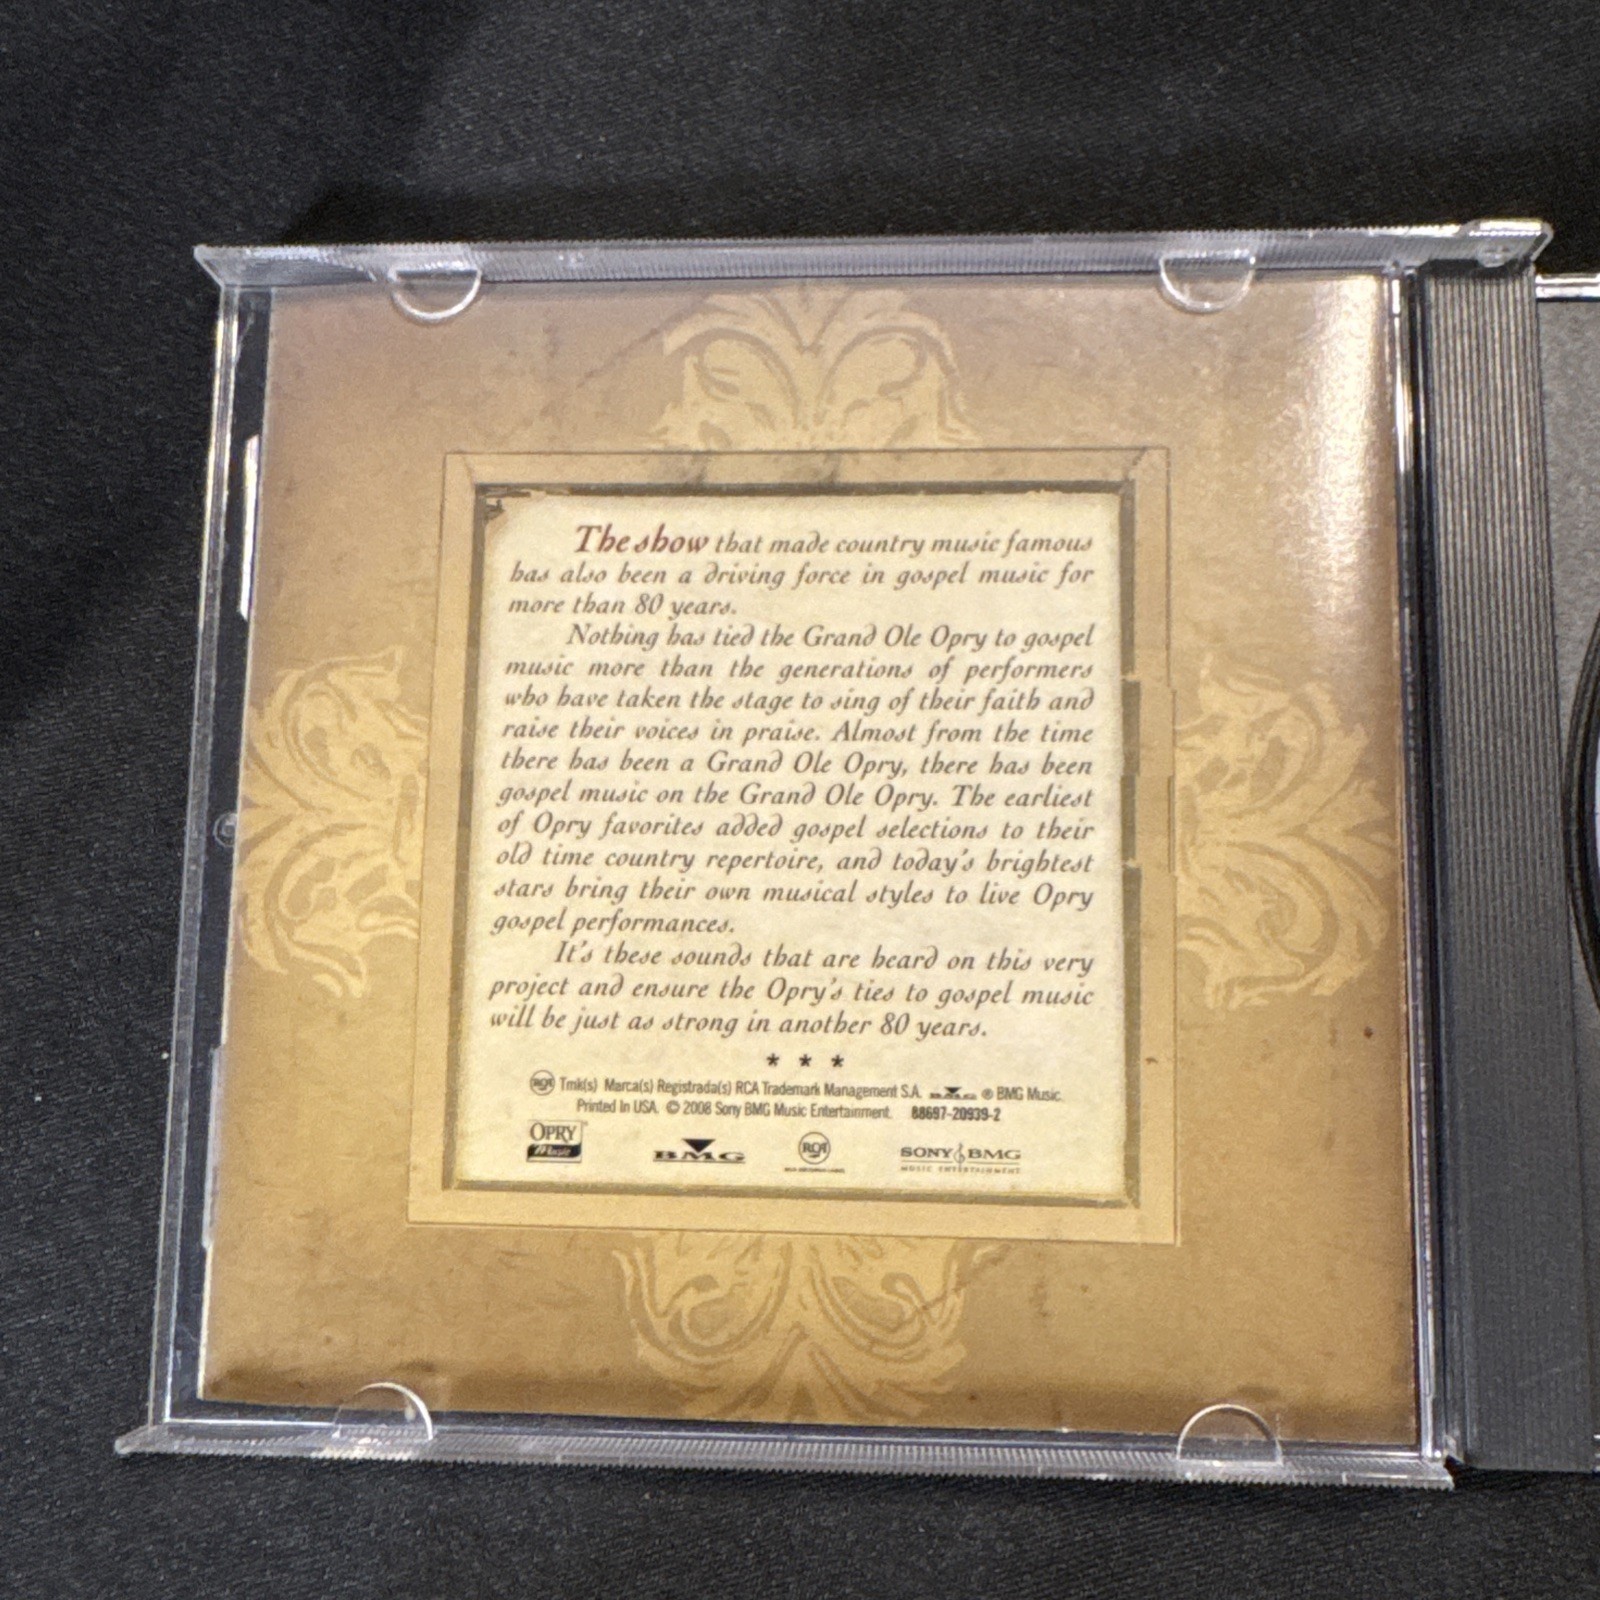 The show that made country music famous
has also been a driving force in gospel music for
more than 80 years.
Nothing has tied the Grand Ole Opry to gospel
music more than the generations of performers
who have taken the stage to sing of their faith and
raise their voices in praise. Almost from the time
there has been a Grand Ole Opry, there has been
gospel music on the Grand Ole Opry. The earliest
of Opry favorites added gospel selections to their
old time country repertoire, and today's brightest
stars bring their own musical styles to live Opry
gospel performances.
It's these sounds that are heard on this very
project and ensure the Opry's ties to gospel music
will be just as strong in another 80 years.
* * *
RCA Tmk(s) Marca(s) Registrada(s) RCA Trademark Management S.A. BMG ® BMG Music.
Printed In USA. © 2008 Sony BMG Music Entertainment. 88697-20939-2
OPRY Music BMG RCA SONY BMG
MUSIC ENTERTAINMENT